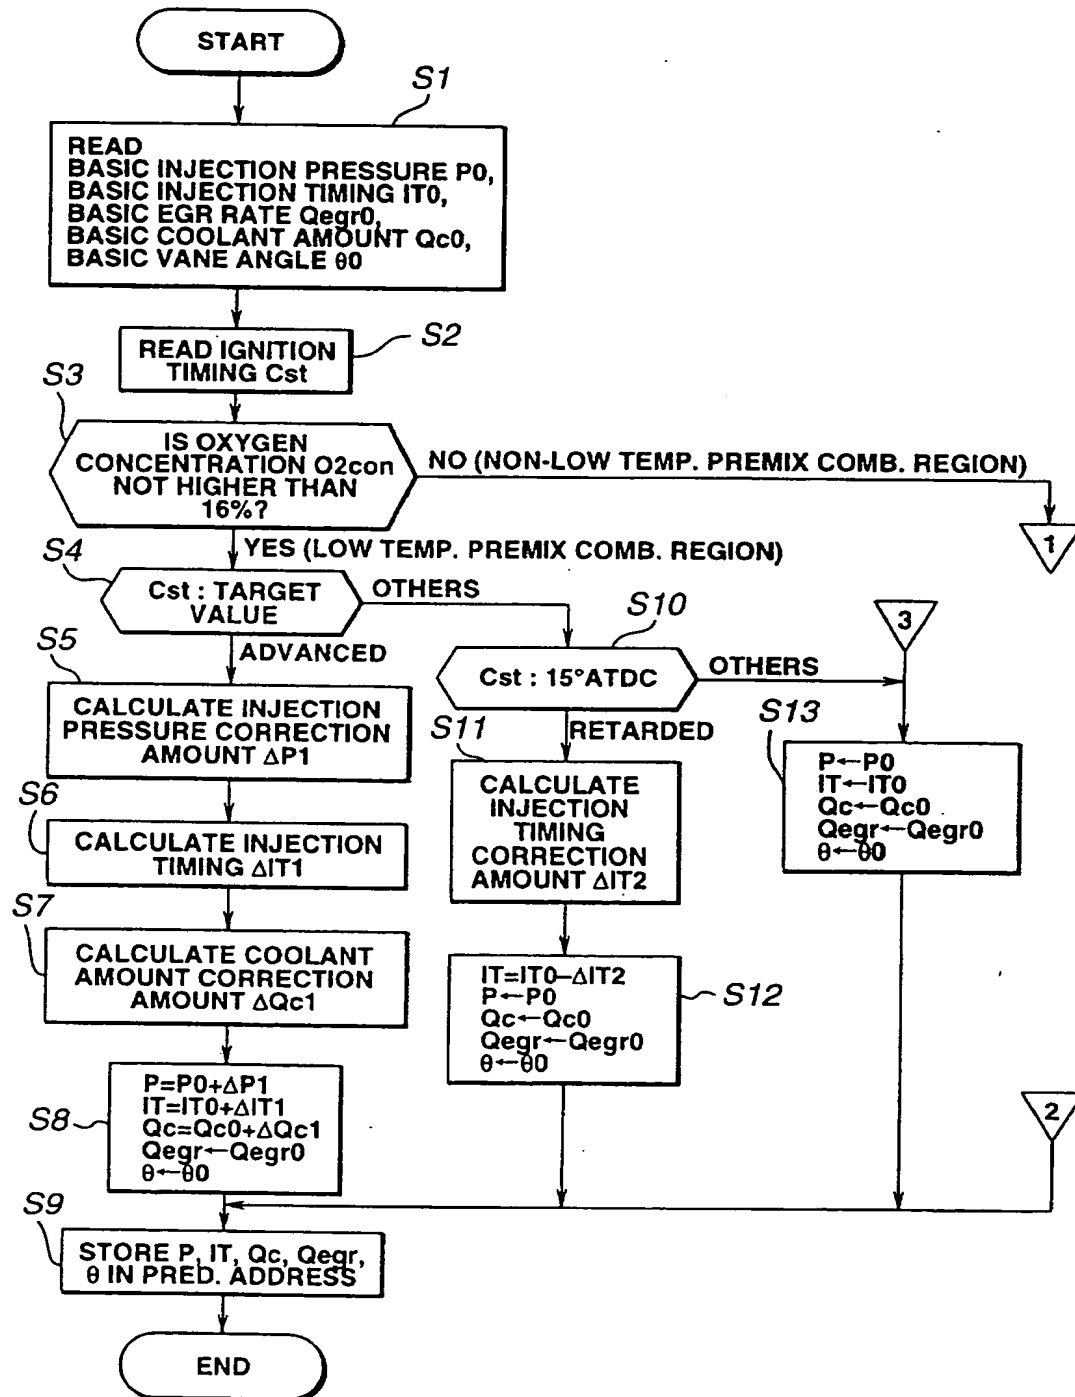 START
S1
READ
BASIC INJECTION PRESSURE P0,
BASIC INJECTION TIMING IT0,
BASIC EGR RATE Qegr0,
BASIC COOLANT AMOUNT Qc0,
BASIC VANE ANGLE θ0
S2
READ IGNITION
TIMING Cst
S3
IS OXYGEN
CONCENTRATION O2con
NOT HIGHER THAN
16%?
NO (NON-LOW TEMP. PREMIX COMB. REGION)
1
YES (LOW TEMP. PREMIX COMB. REGION)
S4
Cst : TARGET
VALUE
OTHERS
ADVANCED
S10
Cst : 15°ATDC
OTHERS
RETARDED
3
S5
CALCULATE INJECTION
PRESSURE CORRECTION
AMOUNT ΔP1
S6
CALCULATE INJECTION
TIMING ΔIT1
S7
CALCULATE COOLANT
AMOUNT CORRECTION
AMOUNT ΔQc1
S8
P=P0+ΔP1
IT=IT0+ΔIT1
Qc=Qc0+ΔQc1
Qegr←Qegr0
θ←θ0
S11
CALCULATE
INJECTION
TIMING
CORRECTION
AMOUNT ΔIT2
S12
IT=IT0−ΔIT2
P←P0
Qc←Qc0
Qegr←Qegr0
θ←θ0
S13
P←P0
IT←IT0
Qc←Qc0
Qegr←Qegr0
θ←θ0
2
S9
STORE P, IT, Qc, Qegr,
θ IN PRED. ADDRESS
END